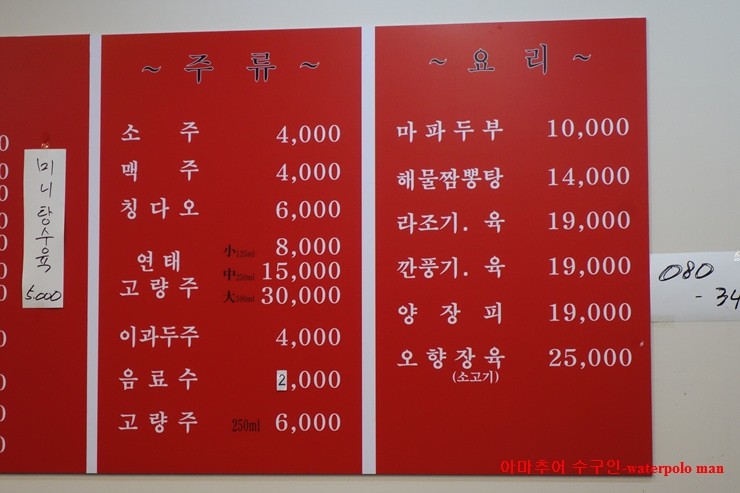 미니탕수육
5.000
~ 주 류 ~
소 주 4,000
맥 주 4,000
칭다오 6,000
연태 고량주
小 125ml 8,000
中 250ml 15,000
大 500ml 30,000
이과두주 4,000
음료수 2,000
고량주 250ml 6,000
~ 요 리 ~
마파두부 10,000
해물짬뽕탕 14,000
라조기. 육 19,000
깐풍기. 육 19,000
양 장 피 19,000
오향장육 25,000
(소고기)
080
- 34
아마추어 수구인-waterpolo man